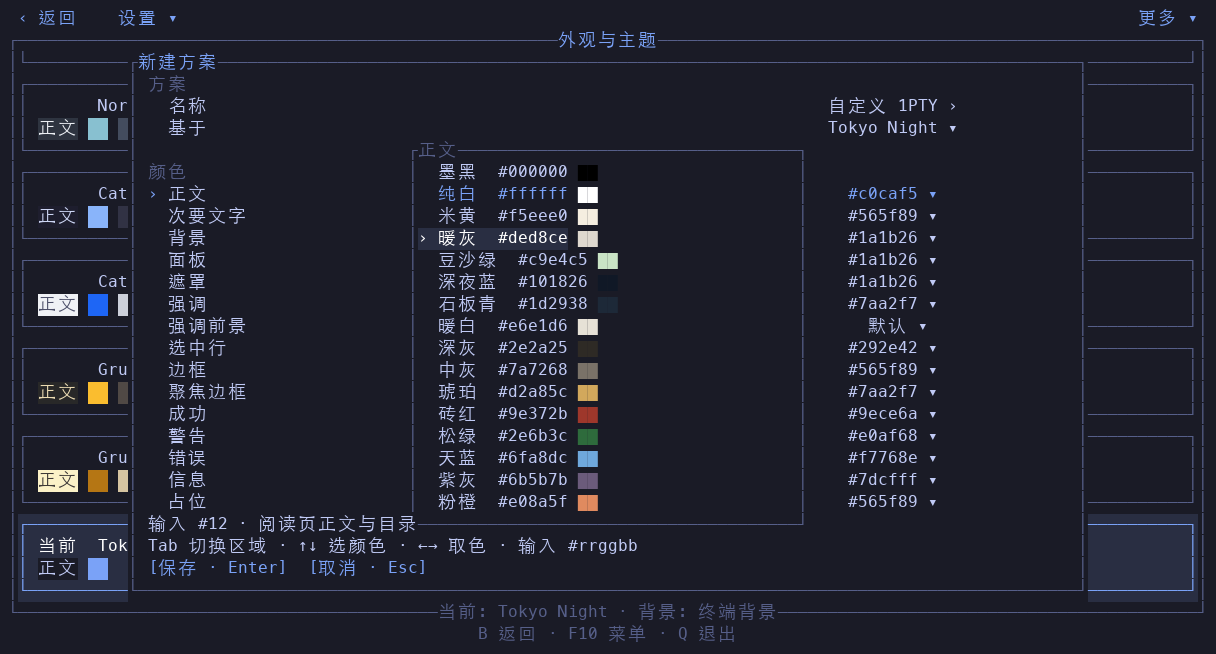 ‹ 返回 设置 ▾ 更多 ▾
外观与主题
新建方案
方案
Nor 名称 自定义 1PTY ›
正文 基于 Tokyo Night ▾
正文
颜色 墨黑 #000000
Cat › 正文 纯白 #ffffff #c0caf5 ▾
正文 次要文字 米黄 #f5eee0 #565f89 ▾
背景 › 暖灰 #ded8ce #1a1b26 ▾
面板 豆沙绿 #c9e4c5 #1a1b26 ▾
Cat 遮罩 深夜蓝 #101826 #1a1b26 ▾
正文 强调 石板青 #1d2938 #7aa2f7 ▾
强调前景 暖白 #e6e1d6 默认 ▾
选中行 深灰 #2e2a25 #292e42 ▾
Gru 边框 中灰 #7a7268 #565f89 ▾
正文 聚焦边框 琥珀 #d2a85c #7aa2f7 ▾
成功 砖红 #9e372b #9ece6a ▾
警告 松绿 #2e6b3c #e0af68 ▾
Gru 错误 天蓝 #6fa8dc #f7768e ▾
正文 信息 紫灰 #6b5b7b #7dcfff ▾
占位 粉橙 #e08a5f #565f89 ▾
输入 #12 · 阅读页正文与目录
当前 Tok Tab 切换区域 · ↑↓ 选颜色 · ←→ 取色 · 输入 #rrggbb
正文 [保存 · Enter] [取消 · Esc]
当前: Tokyo Night · 背景: 终端背景
B 返回 · F10 菜单 · Q 退出